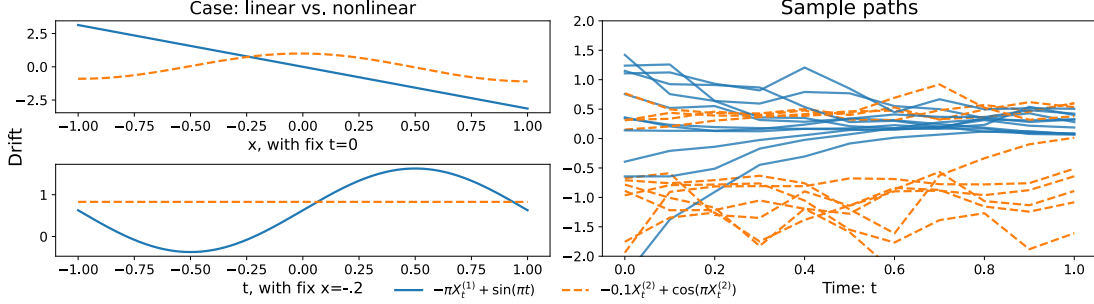 Case: linear vs. nonlinear
2.5
0.0
−2.5
−1.00 −0.75 −0.50 −0.25 0.00 0.25 0.50 0.75 1.00
x, with fix t=0
Drift
1
0
−1.00 −0.75 −0.50 −0.25 0.00 0.25 0.50 0.75 1.00
t, with fix x=-.2
Sample paths
2.0
1.5
1.0
0.5
0.0
−0.5
−1.0
−1.5
−2.0
0.0 0.2 0.4 0.6 0.8 1.0
Time: t
−πX_t^{(1)} + sin(πt)
−0.1X_t^{(2)} + cos(πX_t^{(2)})